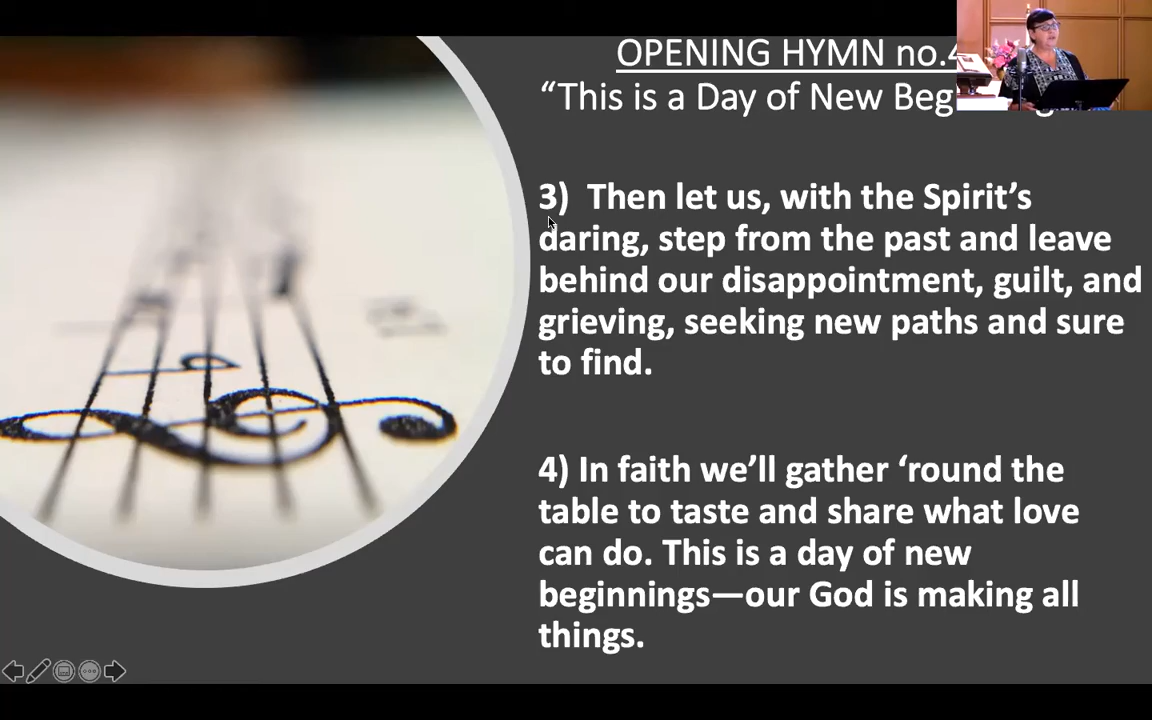 OPENING HYMN no.4
“This is a Day of New Beg
3) Then let us, with the Spirit’s
daring, step from the past and leave
behind our disappointment, guilt, and
grieving, seeking new paths and sure
to find.
4) In faith we’ll gather ‘round the
table to taste and share what love
can do. This is a day of new
beginnings—our God is making all
things.